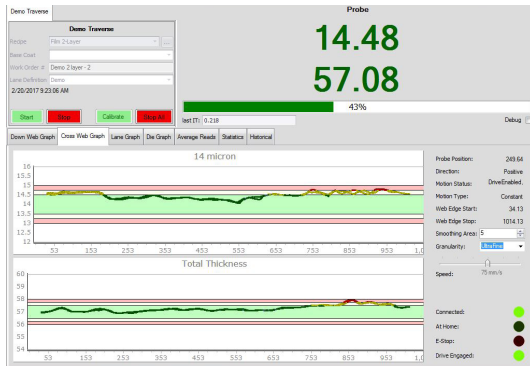 Demo Traverse
Probe
Demo Traverse
Recipe Film 2-Layer ...
Base Coat
Work Order # Demo 2 layer - 2
Lane Definition Demo
2/20/2017 9:23:06 AM
Start Stop Calibrate Stop All
14.48
57.08
43%
last IT: 0.218
Debug
Down Web Graph Cross Web Graph Lane Graph Die Graph Average Reads Statistics Historical
14 micron
16
15.5
15
14.5
14
13.5
13
12.5
12
53 153 253 353 453 553 653 753 853 953 1,0
Total Thickness
60
59
58
57
56
55
54
53 153 253 353 453 553 653 753 853 953 1,0
Probe Position: 249.64
Direction: Positive
Motion Status: DriveEnabled,
Motion Type: Constant
Web Edge Start: 34.13
Web Edge Stop: 1014.13
Smoothing Area: 5
Granularity: UltraFine
Speed: 75 mm/s
Connected:
At Home:
E-Stop:
Drive Engaged: